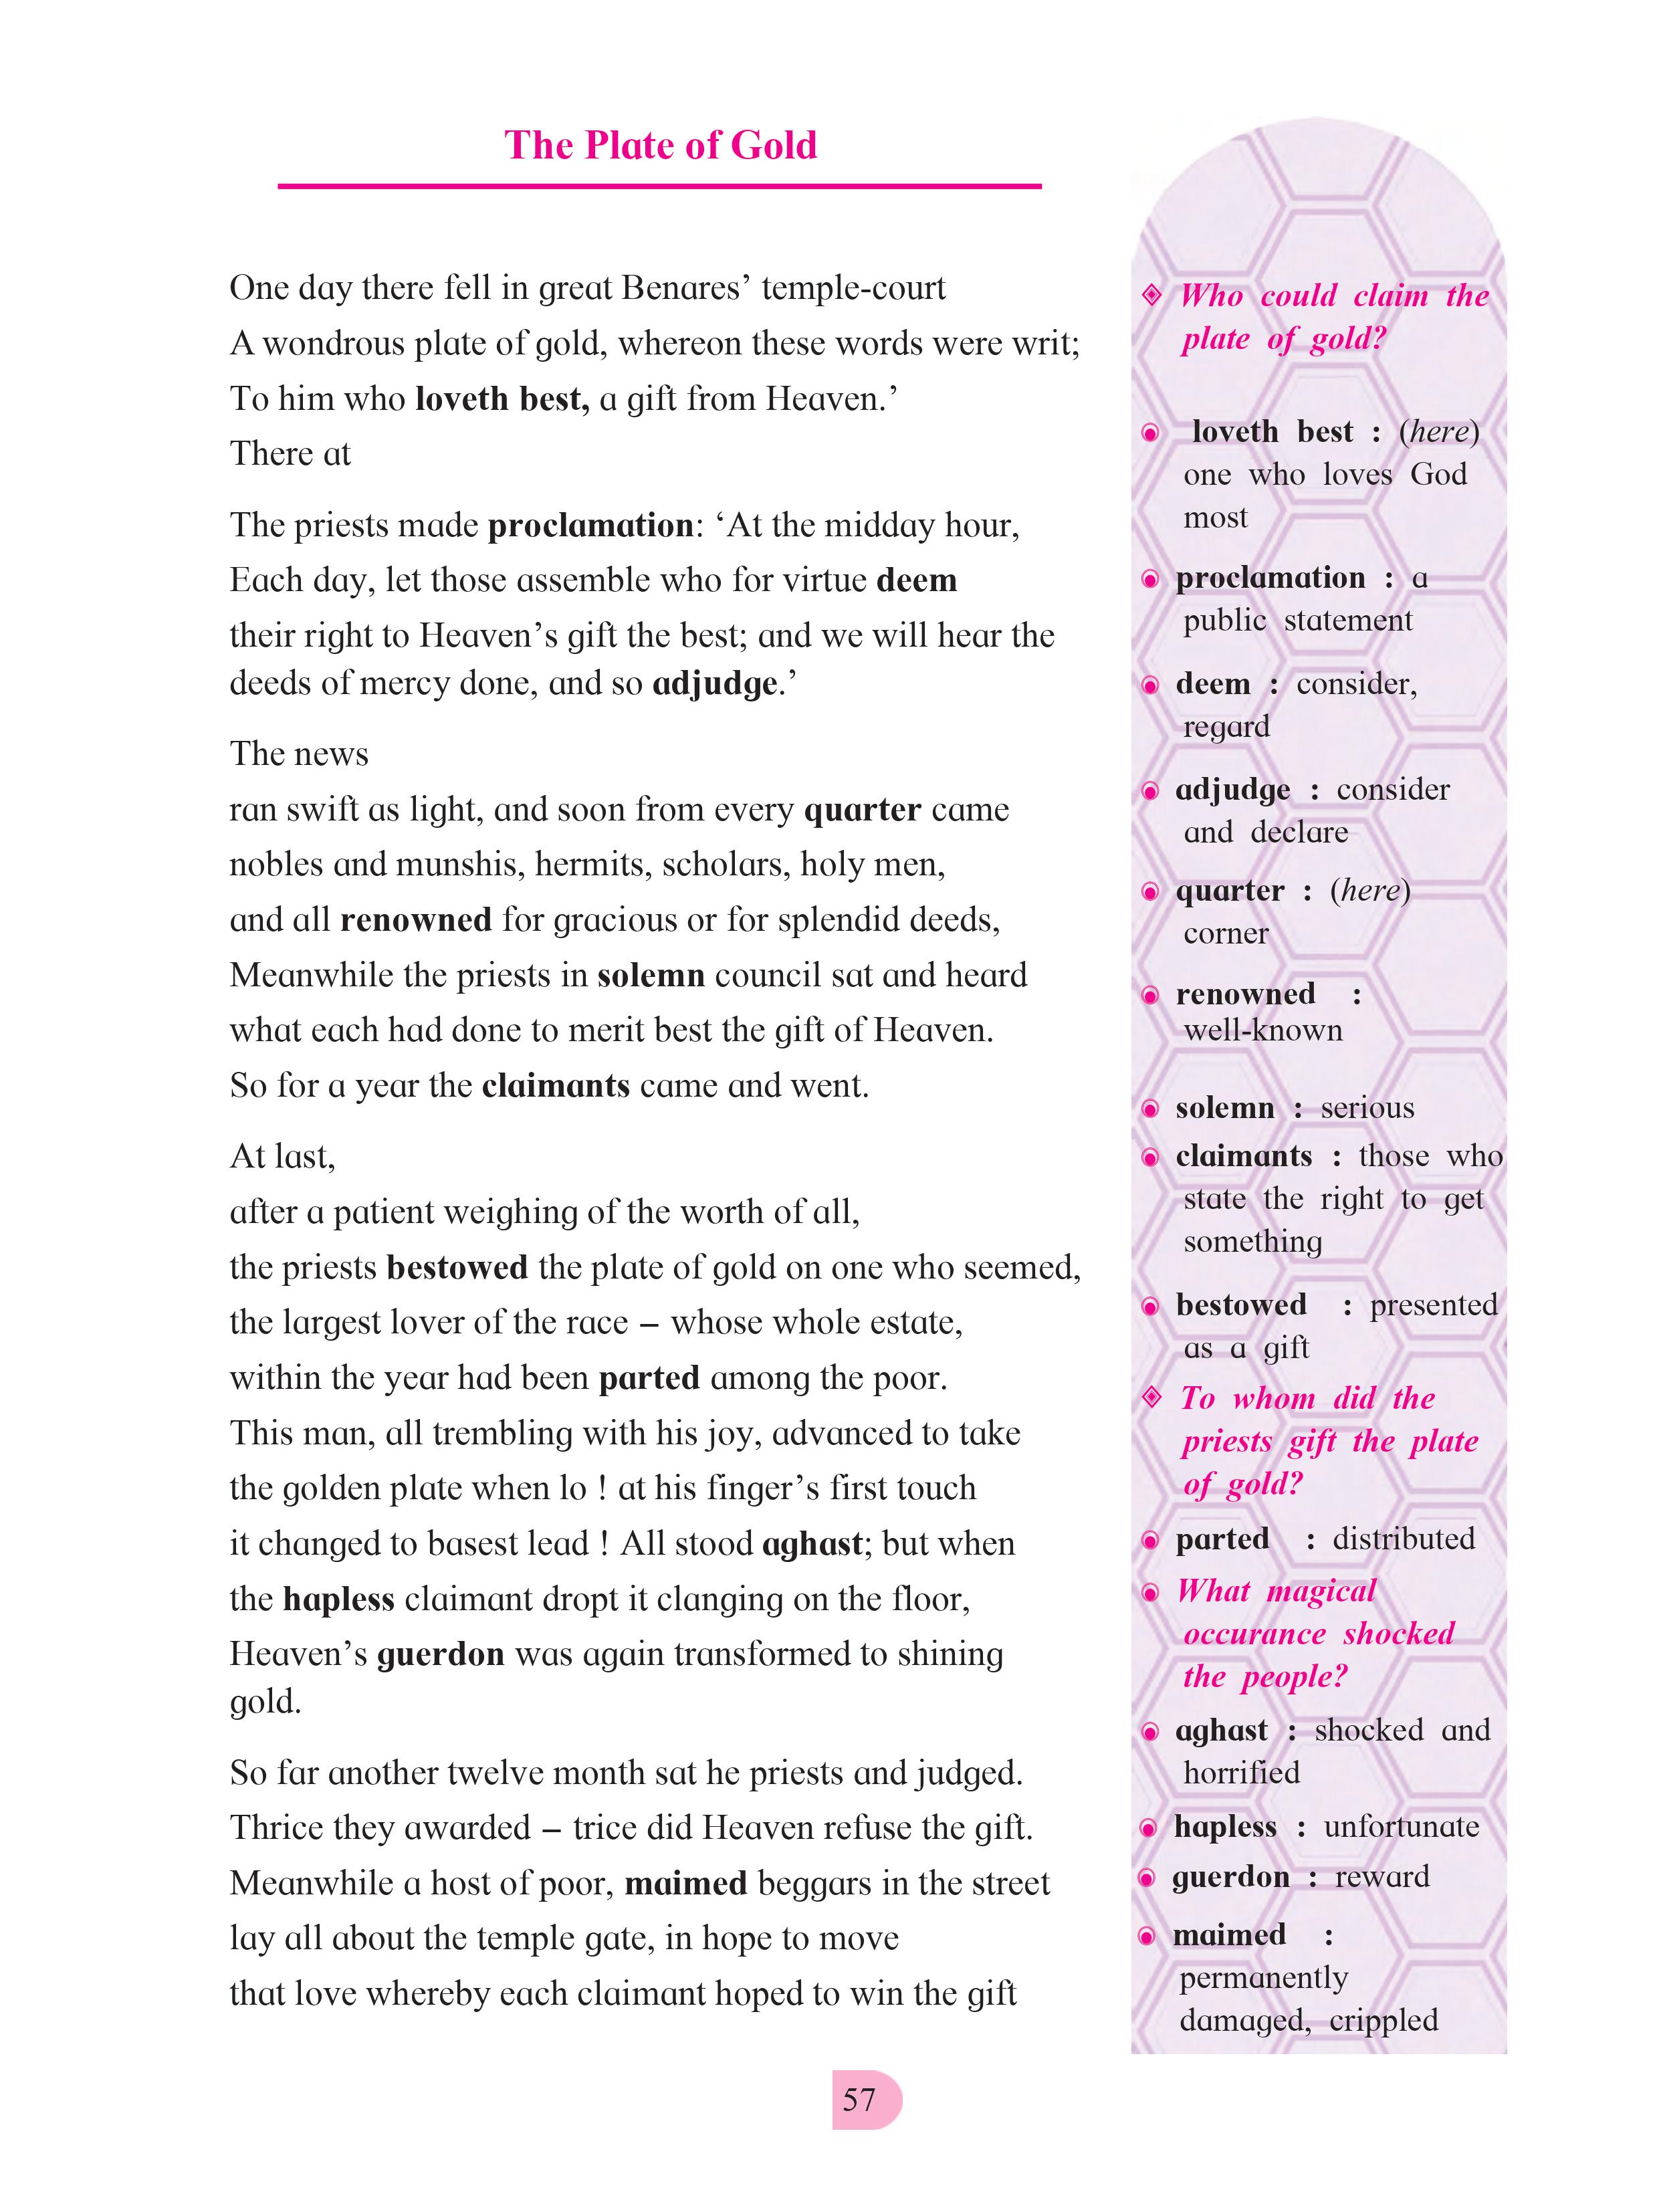 The Plate of Gold
One day there fell in great Benares’ temple-court
A wondrous plate of gold, whereon these words were writ;
To him who loveth best, a gift from Heaven.’
There at
The priests made proclamation: ‘At the midday hour,
Each day, let those assemble who for virtue deem
their right to Heaven’s gift the best; and we will hear the
deeds of mercy done, and so adjudge.’
The news
ran swift as light, and soon from every quarter came
nobles and munshis, hermits, scholars, holy men,
and all renowned for gracious or for splendid deeds,
Meanwhile the priests in solemn council sat and heard
what each had done to merit best the gift of Heaven.
So for a year the claimants came and went.
At last,
after a patient weighing of the worth of all,
the priests bestowed the plate of gold on one who seemed,
the largest lover of the race – whose whole estate,
within the year had been parted among the poor.
This man, all trembling with his joy, advanced to take
the golden plate when lo ! at his finger’s first touch
it changed to basest lead ! All stood aghast; but when
the hapless claimant dropt it clanging on the floor,
Heaven’s guerdon was again transformed to shining
gold.
So far another twelve month sat he priests and judged.
Thrice they awarded – trice did Heaven refuse the gift.
Meanwhile a host of poor, maimed beggars in the street
lay all about the temple gate, in hope to move
that love whereby each claimant hoped to win the gift
Who could claim the
plate of gold?
loveth best : (here)
one who loves God
most
proclamation : a
public statement
deem : consider,
regard
adjudge : consider
and declare
quarter : (here)
corner
renowned :
well-known
solemn : serious
claimants : those who
state the right to get
something
bestowed : presented
as a gift
To whom did the
priests gift the plate
of gold?
parted : distributed
What magical
occurance shocked
the people?
aghast : shocked and
horrified
hapless : unfortunate
guerdon : reward
maimed :
permanently
damaged, crippled
57